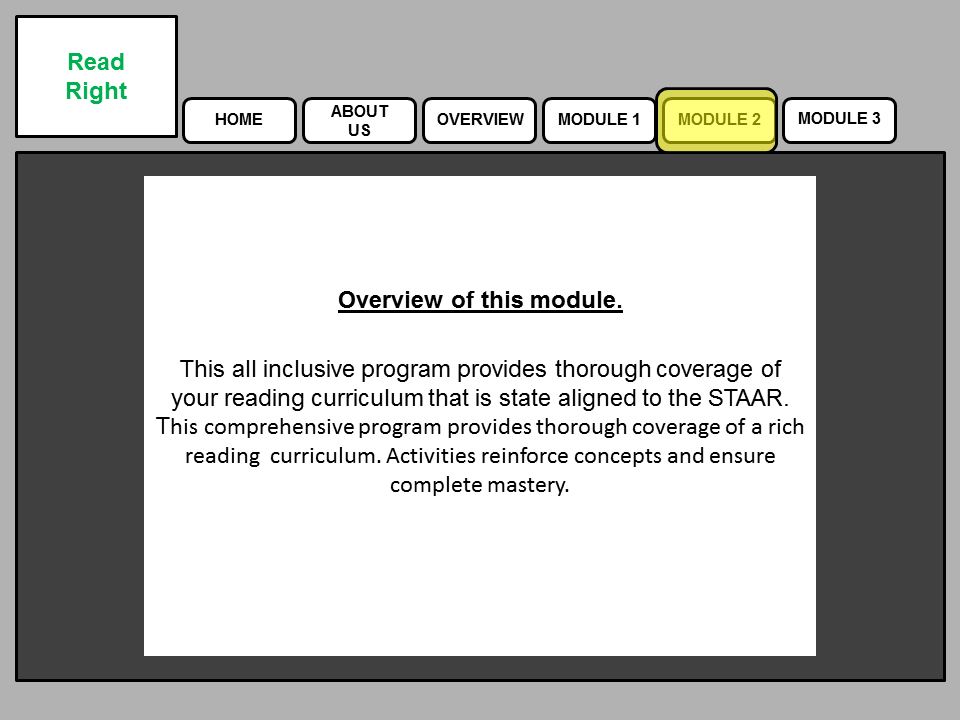 Read
Right
HOME
ABOUT
US
OVERVIEW
MODULE 1
MODULE 2
MODULE 3
Overview of this module.
This all inclusive program provides thorough coverage of
your reading curriculum that is state aligned to the STAAR.
This comprehensive program provides thorough coverage of a rich
reading  curriculum. Activities reinforce concepts and ensure
complete mastery.